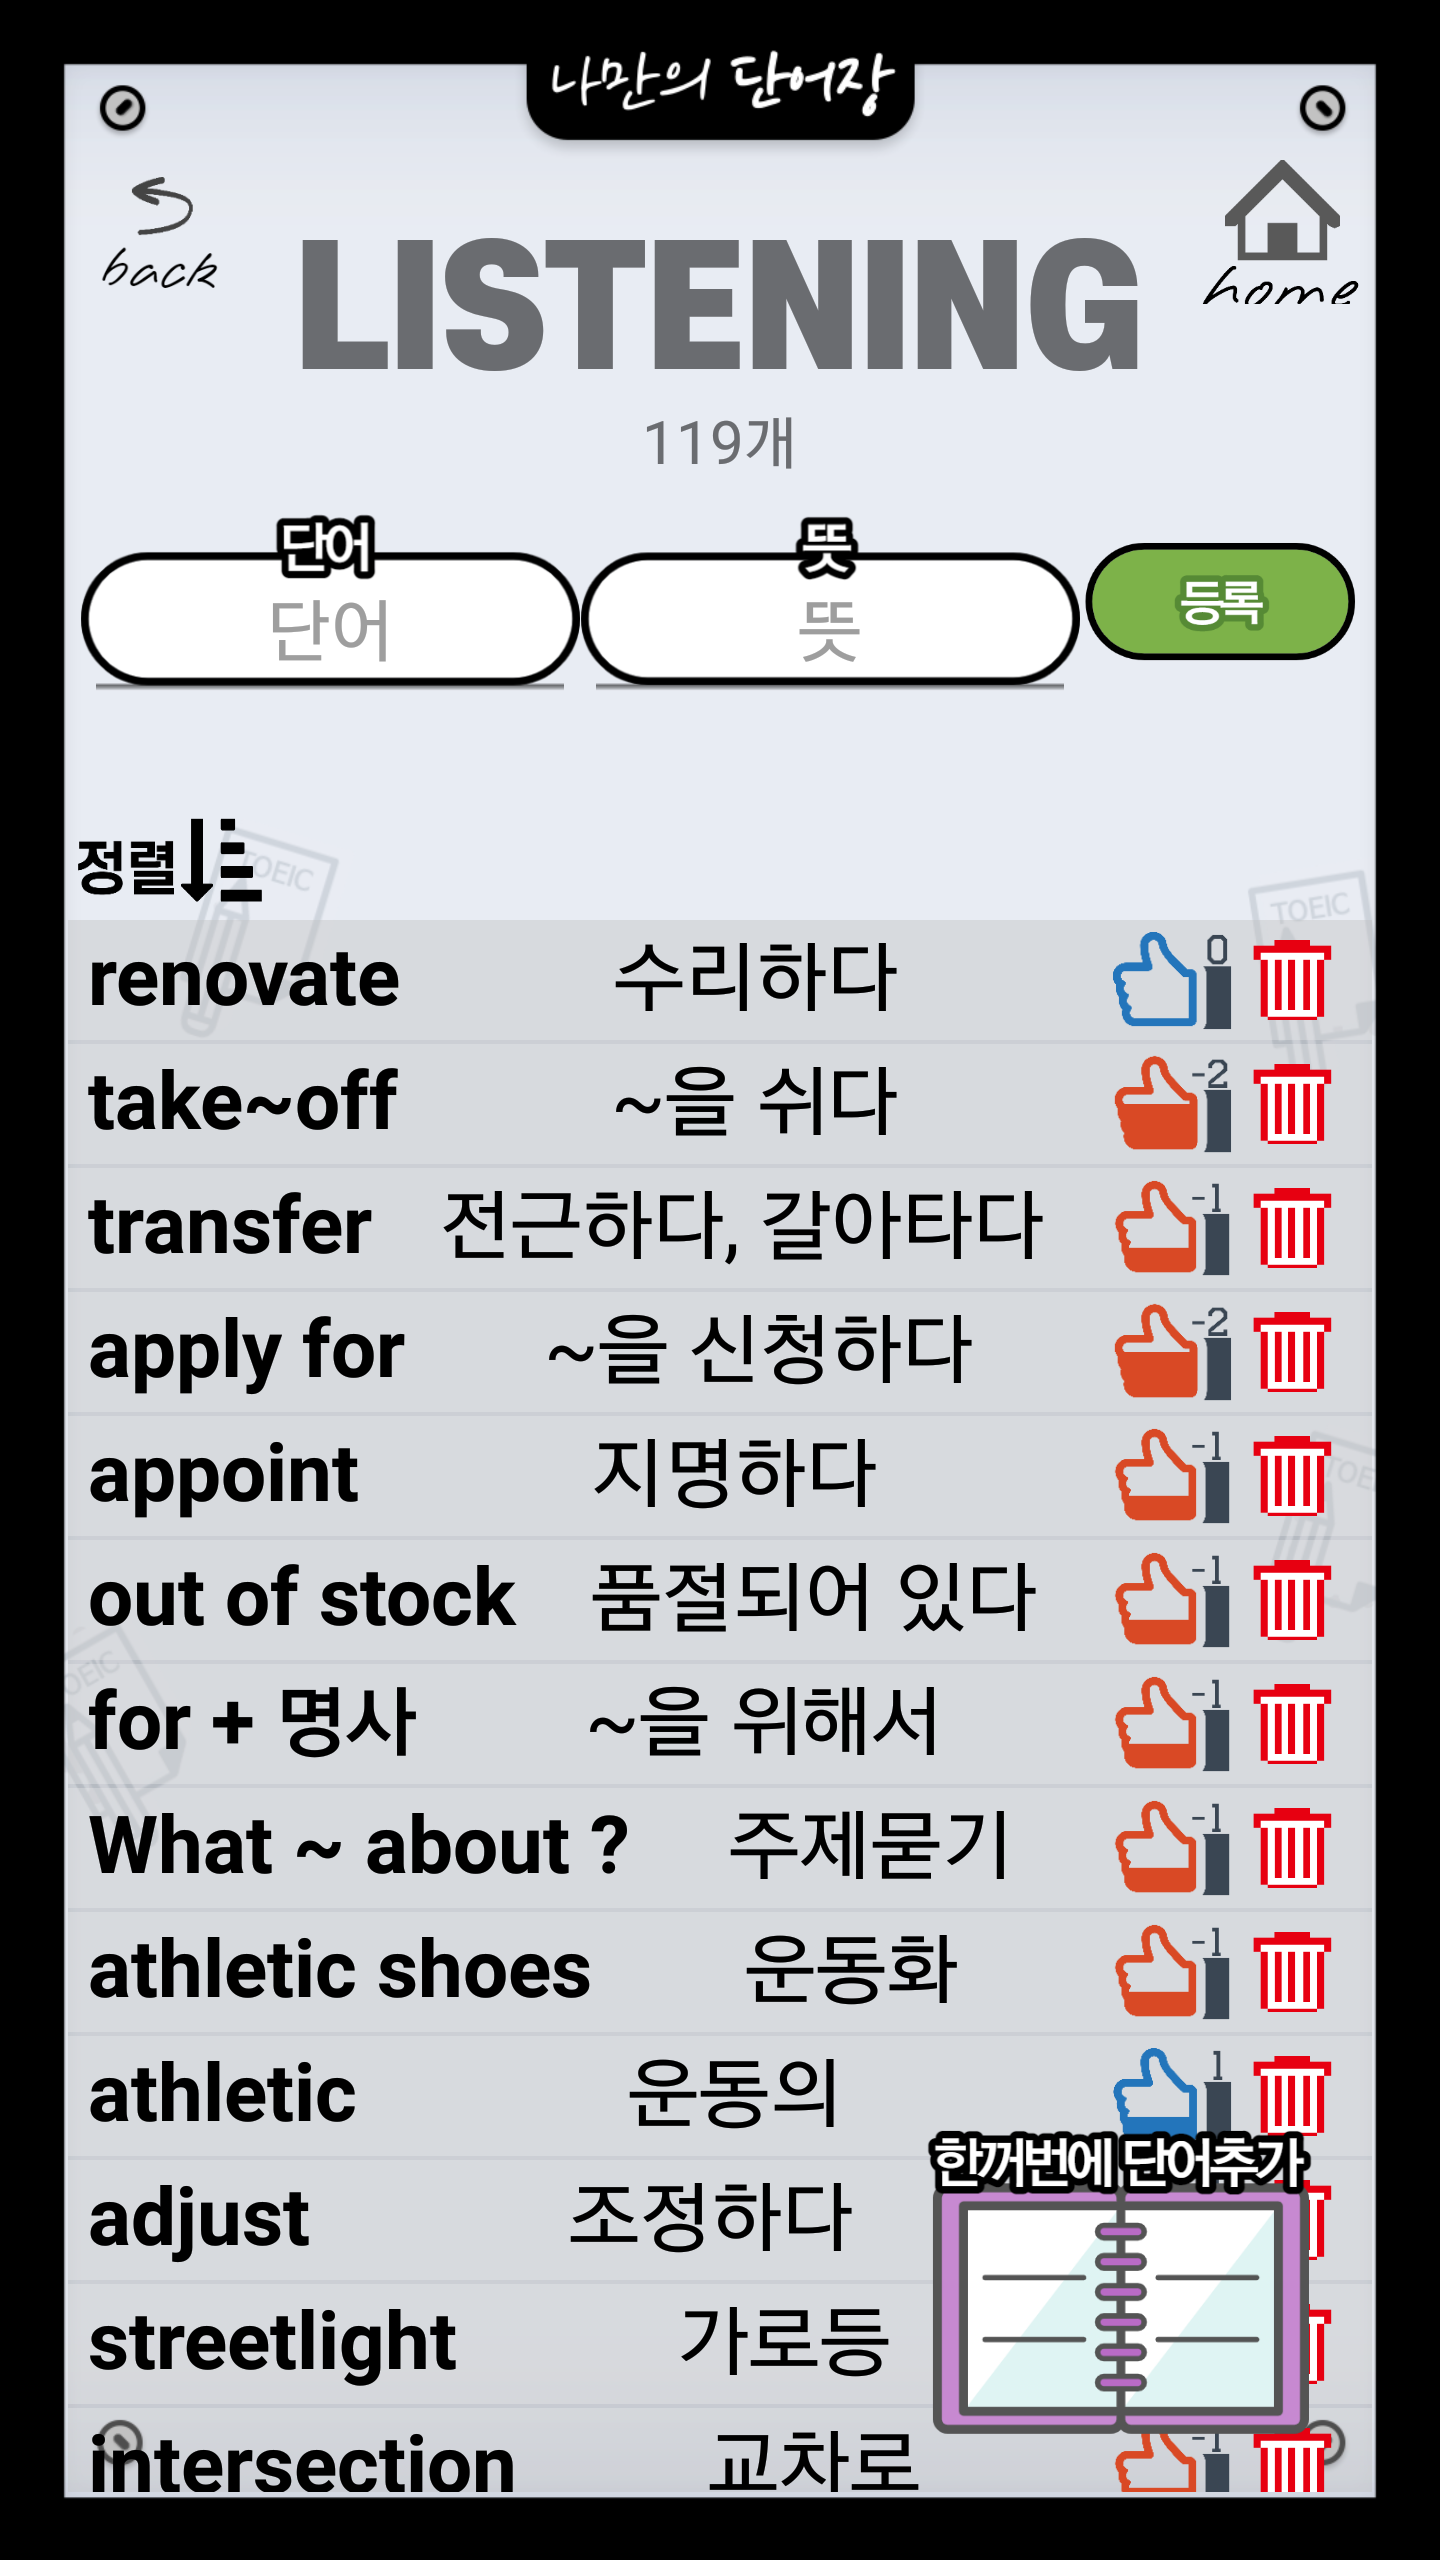 나만의 단어장
back
home
LISTENING
119개
단어
뜻
단어
뜻
등록
정렬
TOEIC
TOEIC
renovate 수리하다 0
take~off ~을 쉬다 -2
transfer 전근하다, 갈아타다 -1
apply for ~을 신청하다 -2
appoint 지명하다 -1
out of stock 품절되어 있다 -1
for + 명사 ~을 위해서 -1
What ~ about ? 주제묻기 -1
athletic shoes 운동화 -1
athletic 운동의 1
한꺼번에 단어추가
adjust 조정하다
streetlight 가로등
intersection 교차로 -1